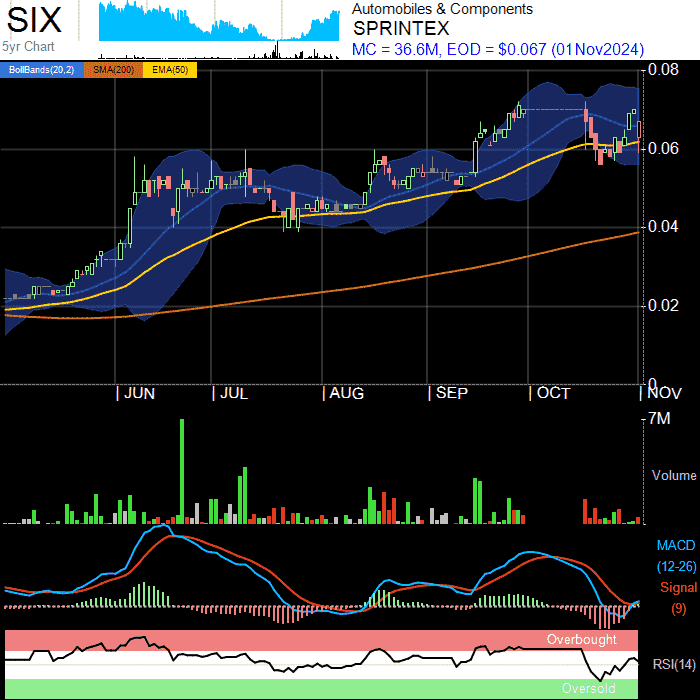 SIX
5yr Chart
Automobiles & Components
SPRINTEX
MC = 36.6M, EOD = $0.067 (01Nov2024)
BollBands(20,2) SMA(200) EMA(50)
0.08
0.06
0.04
0.02
0
JUN JUL AUG SEP OCT NOV
7M
Volume
MACD
(12-26)
Signal
(9)
Overbought
RSI(14)
Oversold